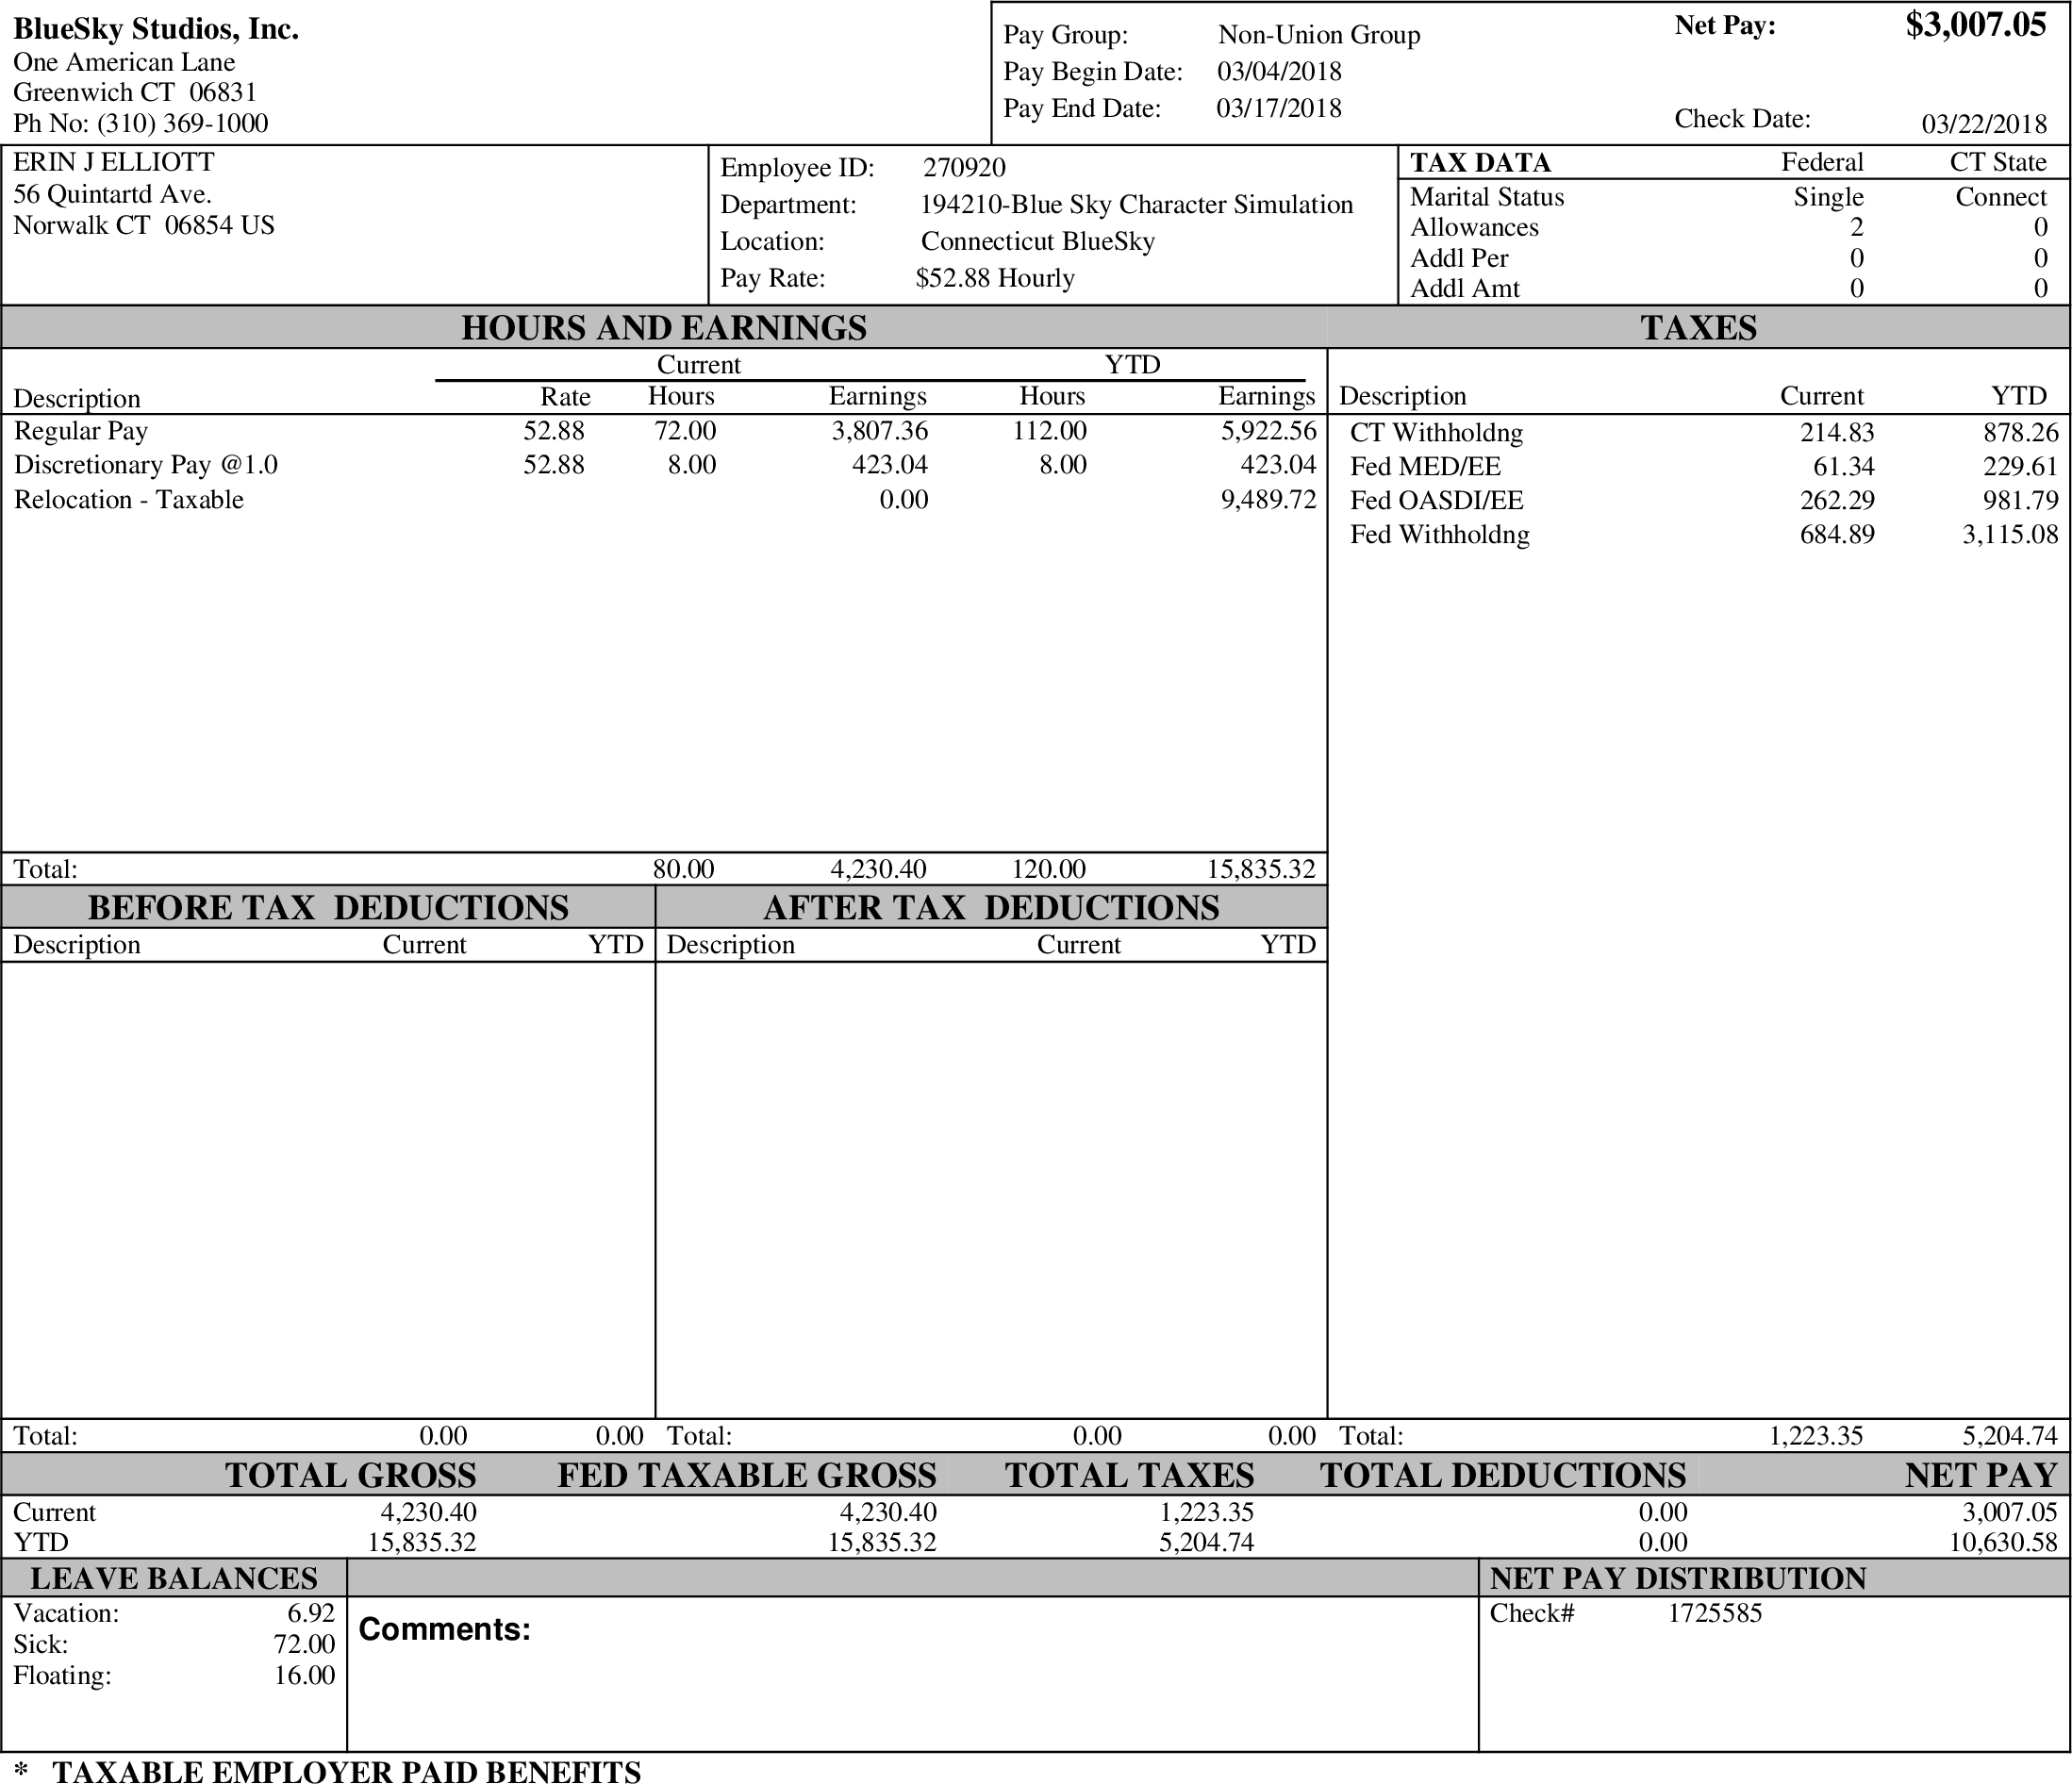 BlueSky Studios, Inc.
One American Lane
Greenwich CT 06831
Ph No: (310) 369-1000
Pay Group: Non-Union Group
Pay Begin Date: 03/04/2018
Pay End Date: 03/17/2018
Net Pay: $3,007.05
Check Date: 03/22/2018
ERIN J ELLIOTT
56 Quintartd Ave.
Norwalk CT 06854 US
Employee ID: 270920
Department: 194210-Blue Sky Character Simulation
Location: Connecticut BlueSky
Pay Rate: $52.88 Hourly
TAX DATA Federal CT State
Marital Status Single Connect
Allowances 2 0
Addl Per 0 0
Addl Amt 0 0
HOURS AND EARNINGS
Current YTD
Description Rate Hours Earnings Hours Earnings
Regular Pay 52.88 72.00 3,807.36 112.00 5,922.56
Discretionary Pay @1.0 52.88 8.00 423.04 8.00 423.04
Relocation - Taxable 0.00 9,489.72
Total: 80.00 4,230.40 120.00 15,835.32
TAXES
Description Current YTD
CT Withholdng 214.83 878.26
Fed MED/EE 61.34 229.61
Fed OASDI/EE 262.29 981.79
Fed Withholdng 684.89 3,115.08
BEFORE TAX DEDUCTIONS
Description Current YTD
Total: 0.00 0.00
AFTER TAX DEDUCTIONS
Description Current YTD
Total: 0.00 0.00
Total: 1,223.35 5,204.74
TOTAL GROSS FED TAXABLE GROSS TOTAL TAXES TOTAL DEDUCTIONS NET PAY
Current 4,230.40 4,230.40 1,223.35 0.00 3,007.05
YTD 15,835.32 15,835.32 5,204.74 0.00 10,630.58
LEAVE BALANCES
Vacation: 6.92
Sick: 72.00
Floating: 16.00
Comments:
NET PAY DISTRIBUTION
Check# 1725585
* TAXABLE EMPLOYER PAID BENEFITS